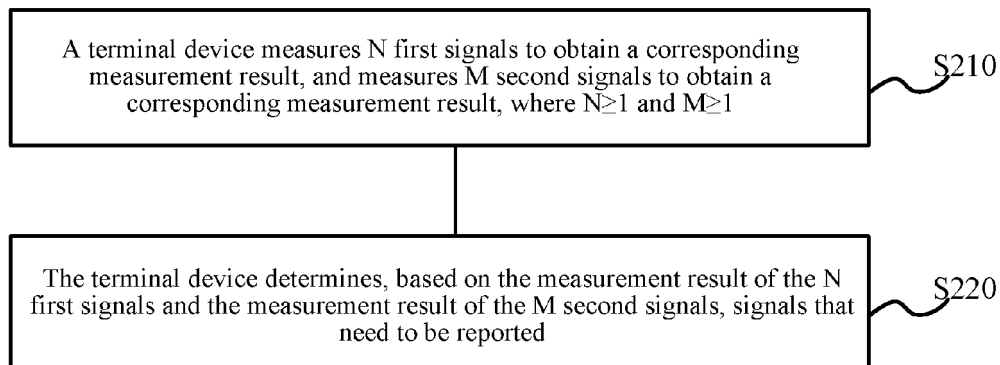 A terminal device measures N first signals to obtain a corresponding
measurement result, and measures M second signals to obtain a
corresponding measurement result, where N≥1 and M≥1
S210
The terminal device determines, based on the measurement result of the N
first signals and the measurement result of the M second signals, signals that
need to be reported
S220